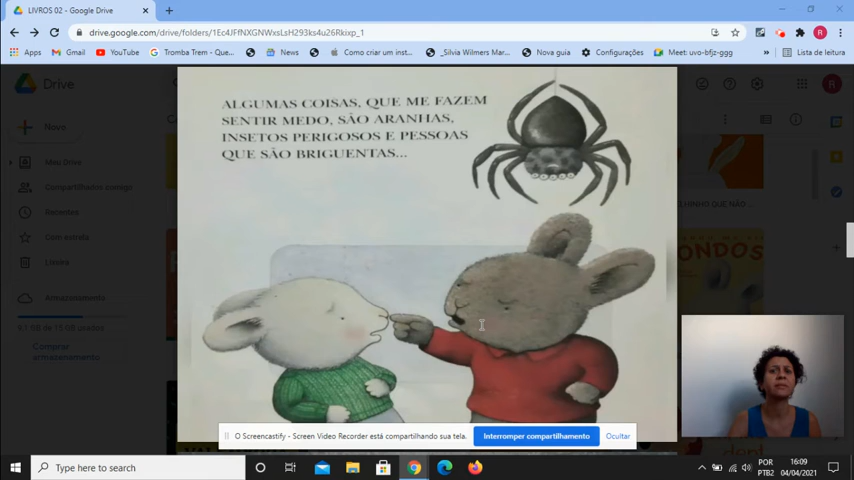 LIVROS 02 - Google Drive
drive.google.com/drive/folders/1Ec4JFfNXGNWxsLsH293ks4u26Rkixp_1
Apps
Gmail
YouTube
Tromba Trem - Que...
News
Como criar um inst...
_Silvia Wilmers Mar...
Nova guia
Configurações
Meet: uvo-bfjz-ggg
»
Lista de leitura
Drive
Novo
Meu Drive
Compartilhados comigo
Recentes
Com estrela
Lixeira
Armazenamento
Comprar
armazenamento
ALGUMAS COISAS, QUE ME FAZEM
SENTIR MEDO, SÃO ARANHAS,
INSETOS PERIGOSOS E PESSOAS
QUE SÃO BRIGUENTAS...
O Screencastify - Screen Video Recorder está compartilhando sua tela.
Interromper compartilhamento
Ocultar
Type here to search
POR
PTB2
16:09
04/04/2021